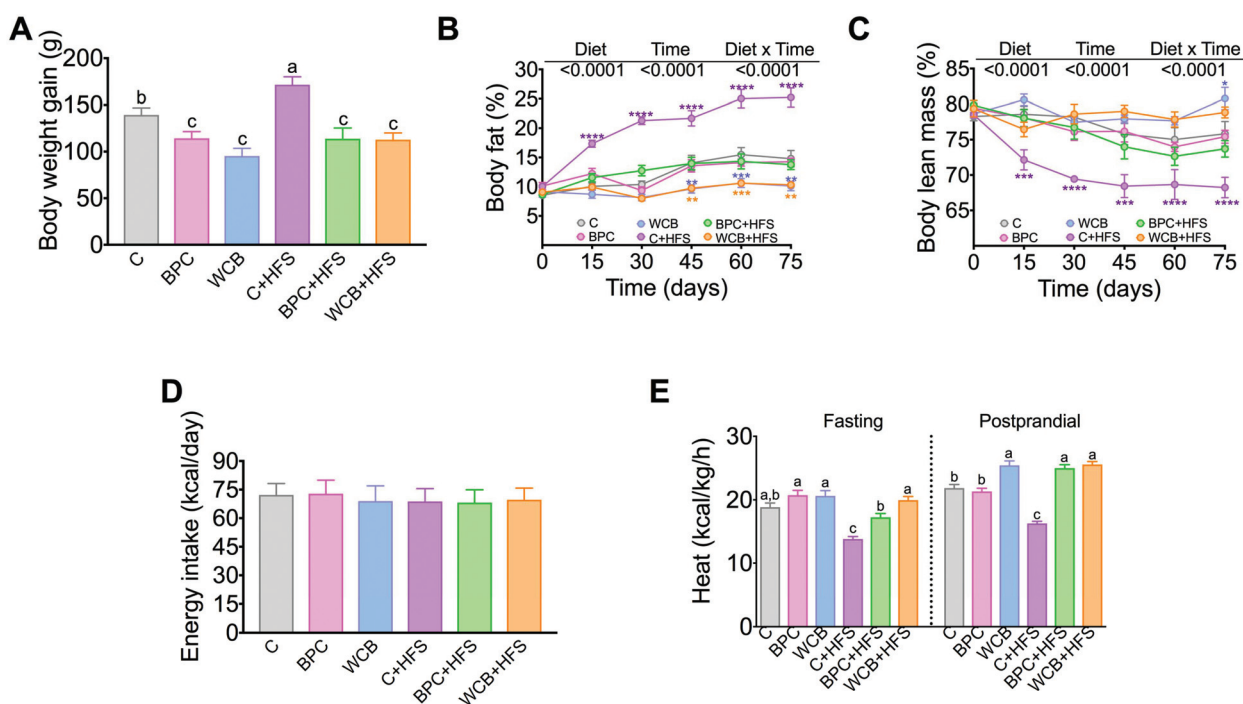 A
Body weight gain (g)
200
150
100
50
0
b
c
c
a
c
c
C
BPC
WCB
C+HFS
BPC+HFS
WCB+HFS
B
Diet Time Diet x Time
<0.0001 <0.0001 <0.0001
Body fat (%)
30
25
20
15
10
5
**** **** **** **** ****
** *** **
** *** **
C WCB BPC+HFS
BPC C+HFS WCB+HFS
0 15 30 45 60 75
Time (days)
C
Diet Time Diet x Time
<0.0001 <0.0001 <0.0001
Body lean mass (%)
85
80
75
70
65
*
*** **** *** **** ****
C WCB BPC+HFS
BPC C+HFS WCB+HFS
0 15 30 45 60 75
Time (days)
D
Energy intake (kcal/day)
90
75
60
45
30
15
0
C
BPC
WCB
C+HFS
BPC+HFS
WCB+HFS
E
Fasting Postprandial
Heat (kcal/kg/h)
30
20
10
0
a,b a a c b a b b a c a a
C
BPC
WCB
C+HFS
BPC+HFS
WCB+HFS
C
BPC
WCB
C+HFS
BPC+HFS
WCB+HFS